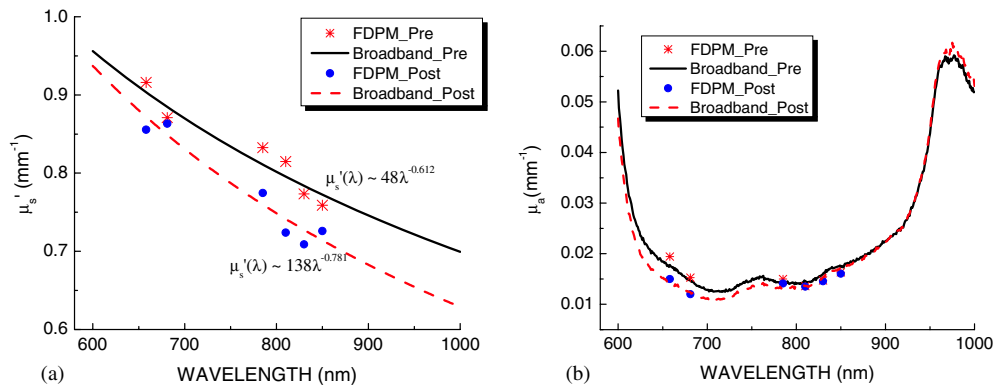 1.0
0.9
0.8
0.7
0.6
μs' (mm-1)
FDPM_Pre
Broadband_Pre
FDPM_Post
Broadband_Post
μs'(λ) ~ 48λ-0.612
μs'(λ) ~ 138λ-0.781
600 700 800 900 1000
(a) WAVELENGTH (nm)
0.06
0.05
0.04
0.03
0.02
0.01
μa(mm-1)
FDPM_Pre
Broadband_Pre
FDPM_Post
Broadband_Post
600 700 800 900 1000
(b) WAVELENGTH (nm)